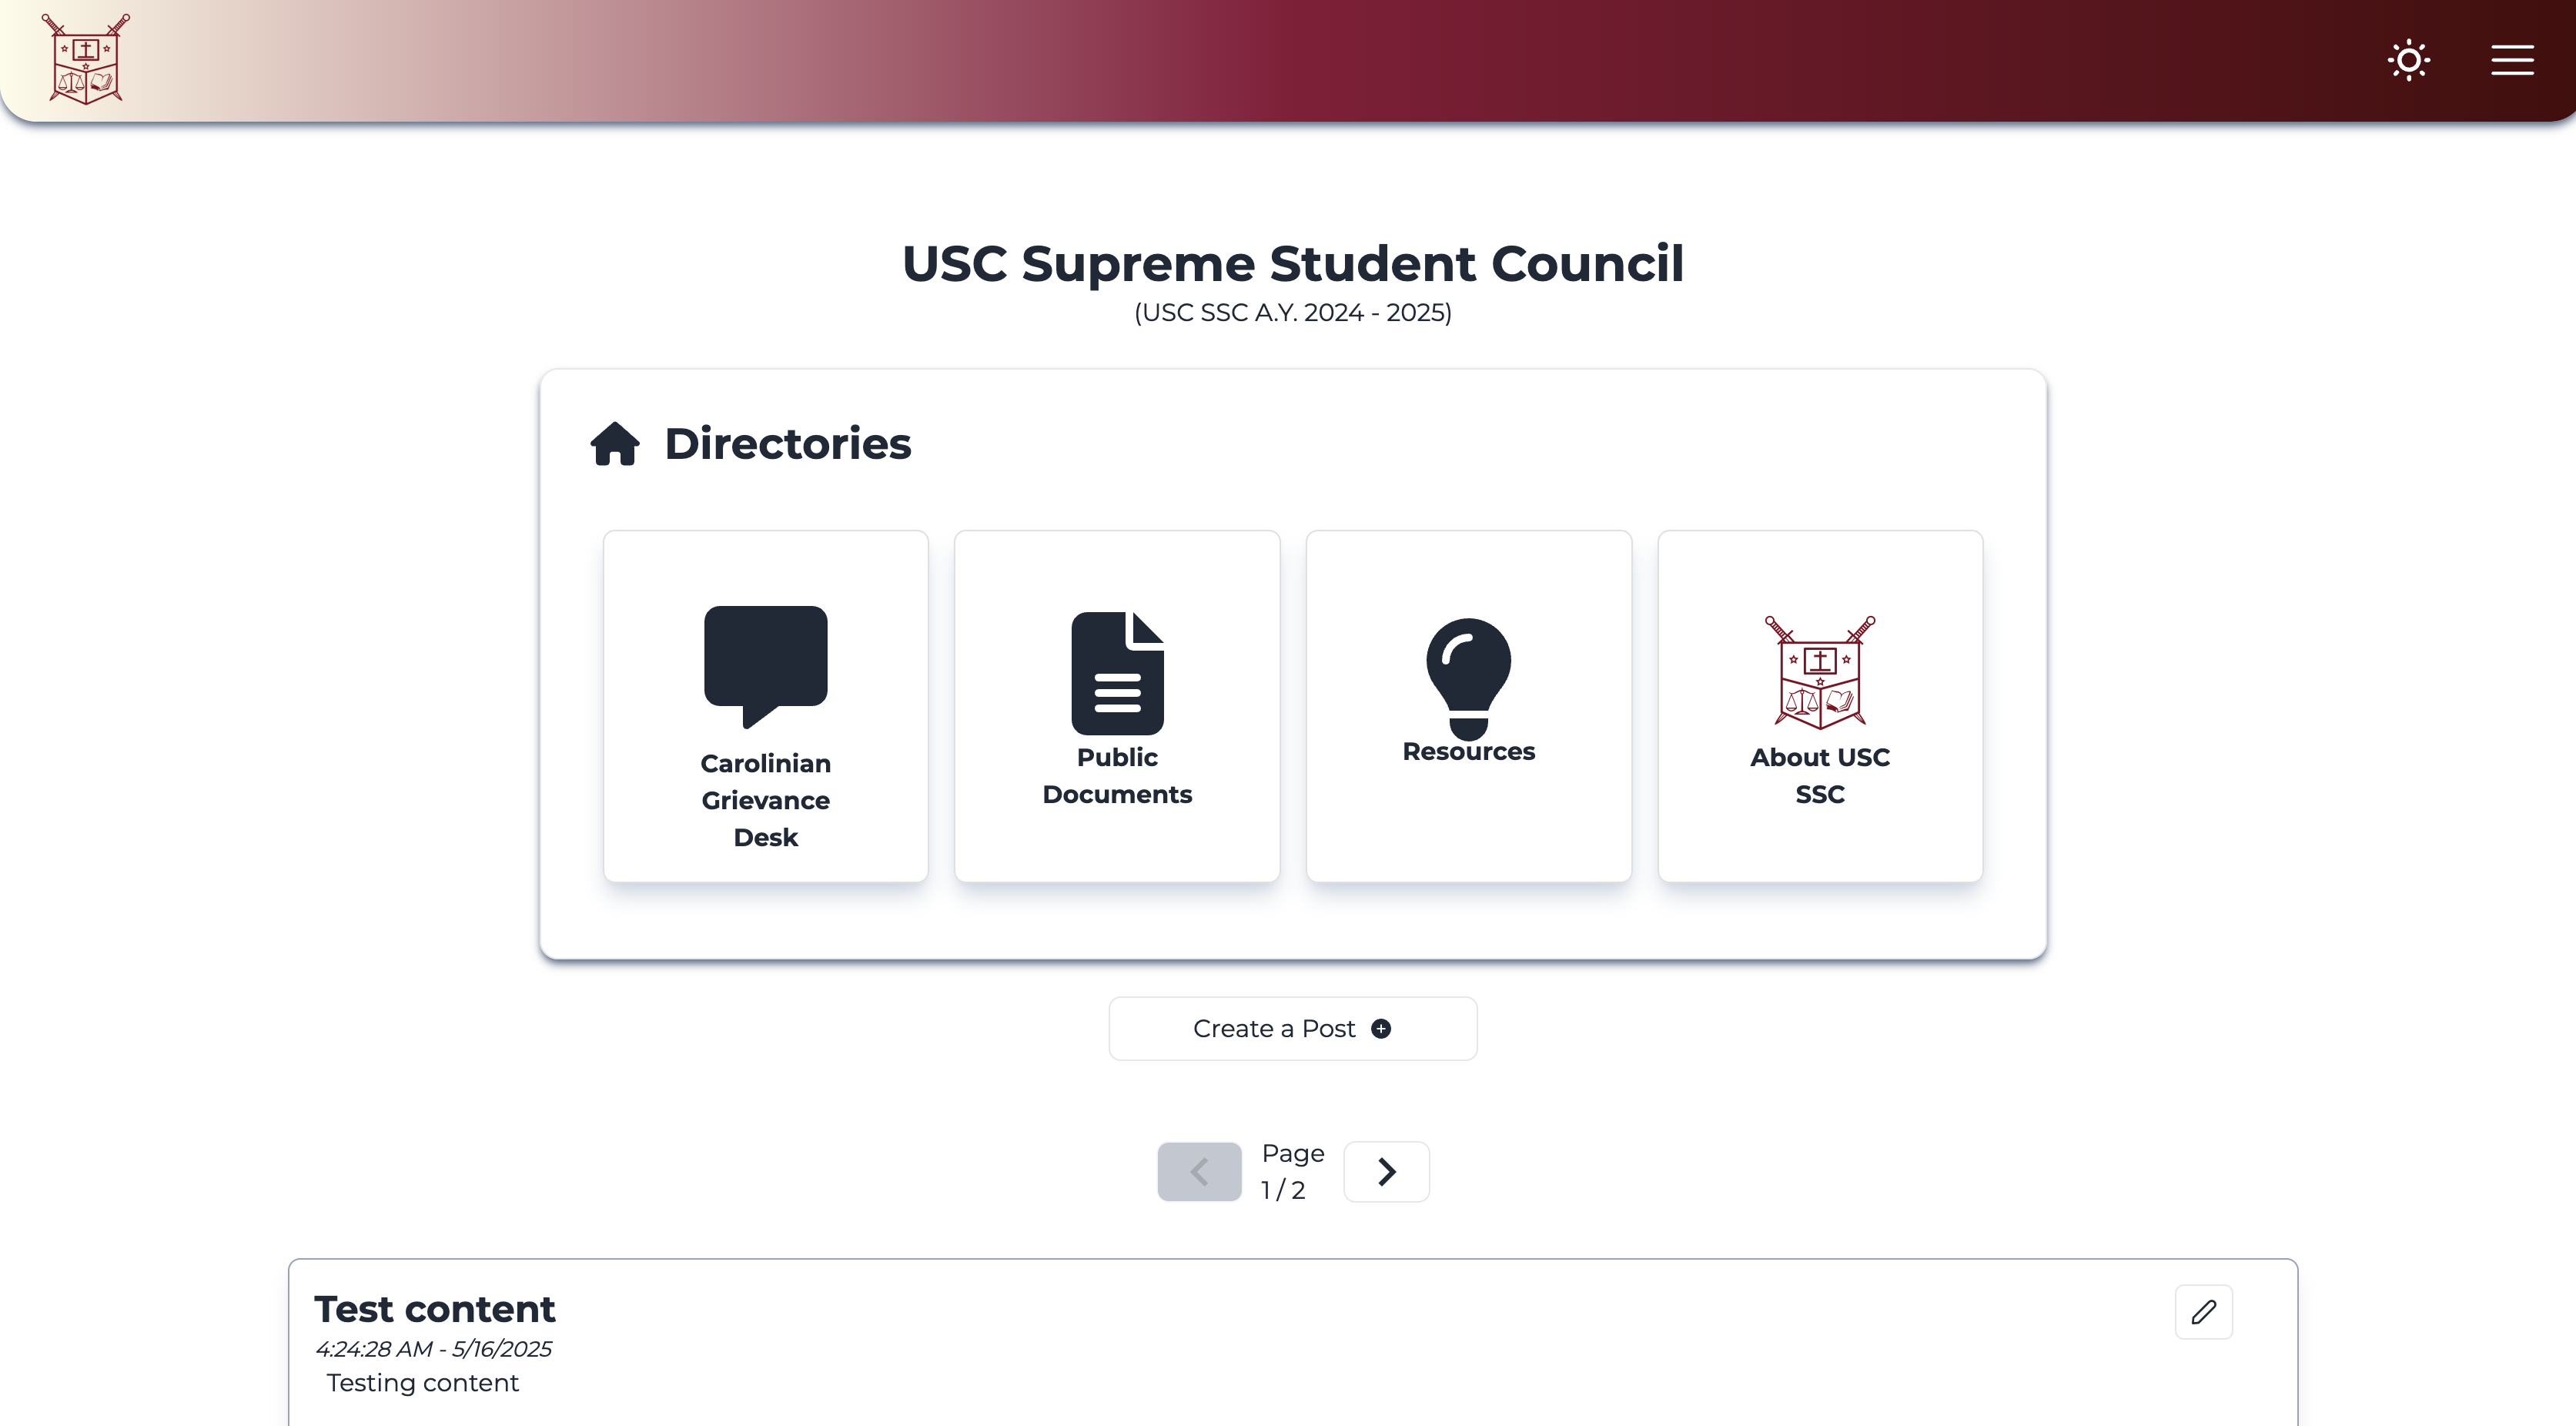 USC Supreme Student Council
(USC SSC A.Y. 2024 - 2025)
Directories
Carolinian
Grievance
Desk
Public
Documents
Resources
About USC
SSC
Create a Post
Page
1 / 2
Test content
4:24:28 AM - 5/16/2025
Testing content